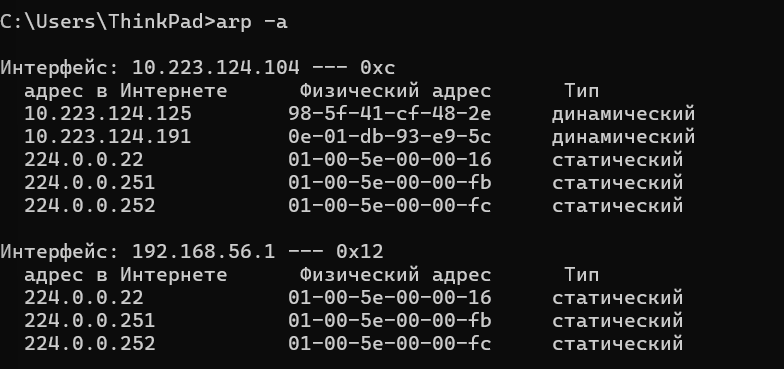 C:\Users\ThinkPad>arp -a
Интерфейс: 10.223.124.104 --- 0xc
адрес в Интернете Физический адрес Тип
10.223.124.125 98-5f-41-cf-48-2e динамический
10.223.124.191 0e-01-db-93-e9-5c динамический
224.0.0.22 01-00-5e-00-00-16 статический
224.0.0.251 01-00-5e-00-00-fb статический
224.0.0.252 01-00-5e-00-00-fc статический
Интерфейс: 192.168.56.1 --- 0x12
адрес в Интернете Физический адрес Тип
224.0.0.22 01-00-5e-00-00-16 статический
224.0.0.251 01-00-5e-00-00-fb статический
224.0.0.252 01-00-5e-00-00-fc статический